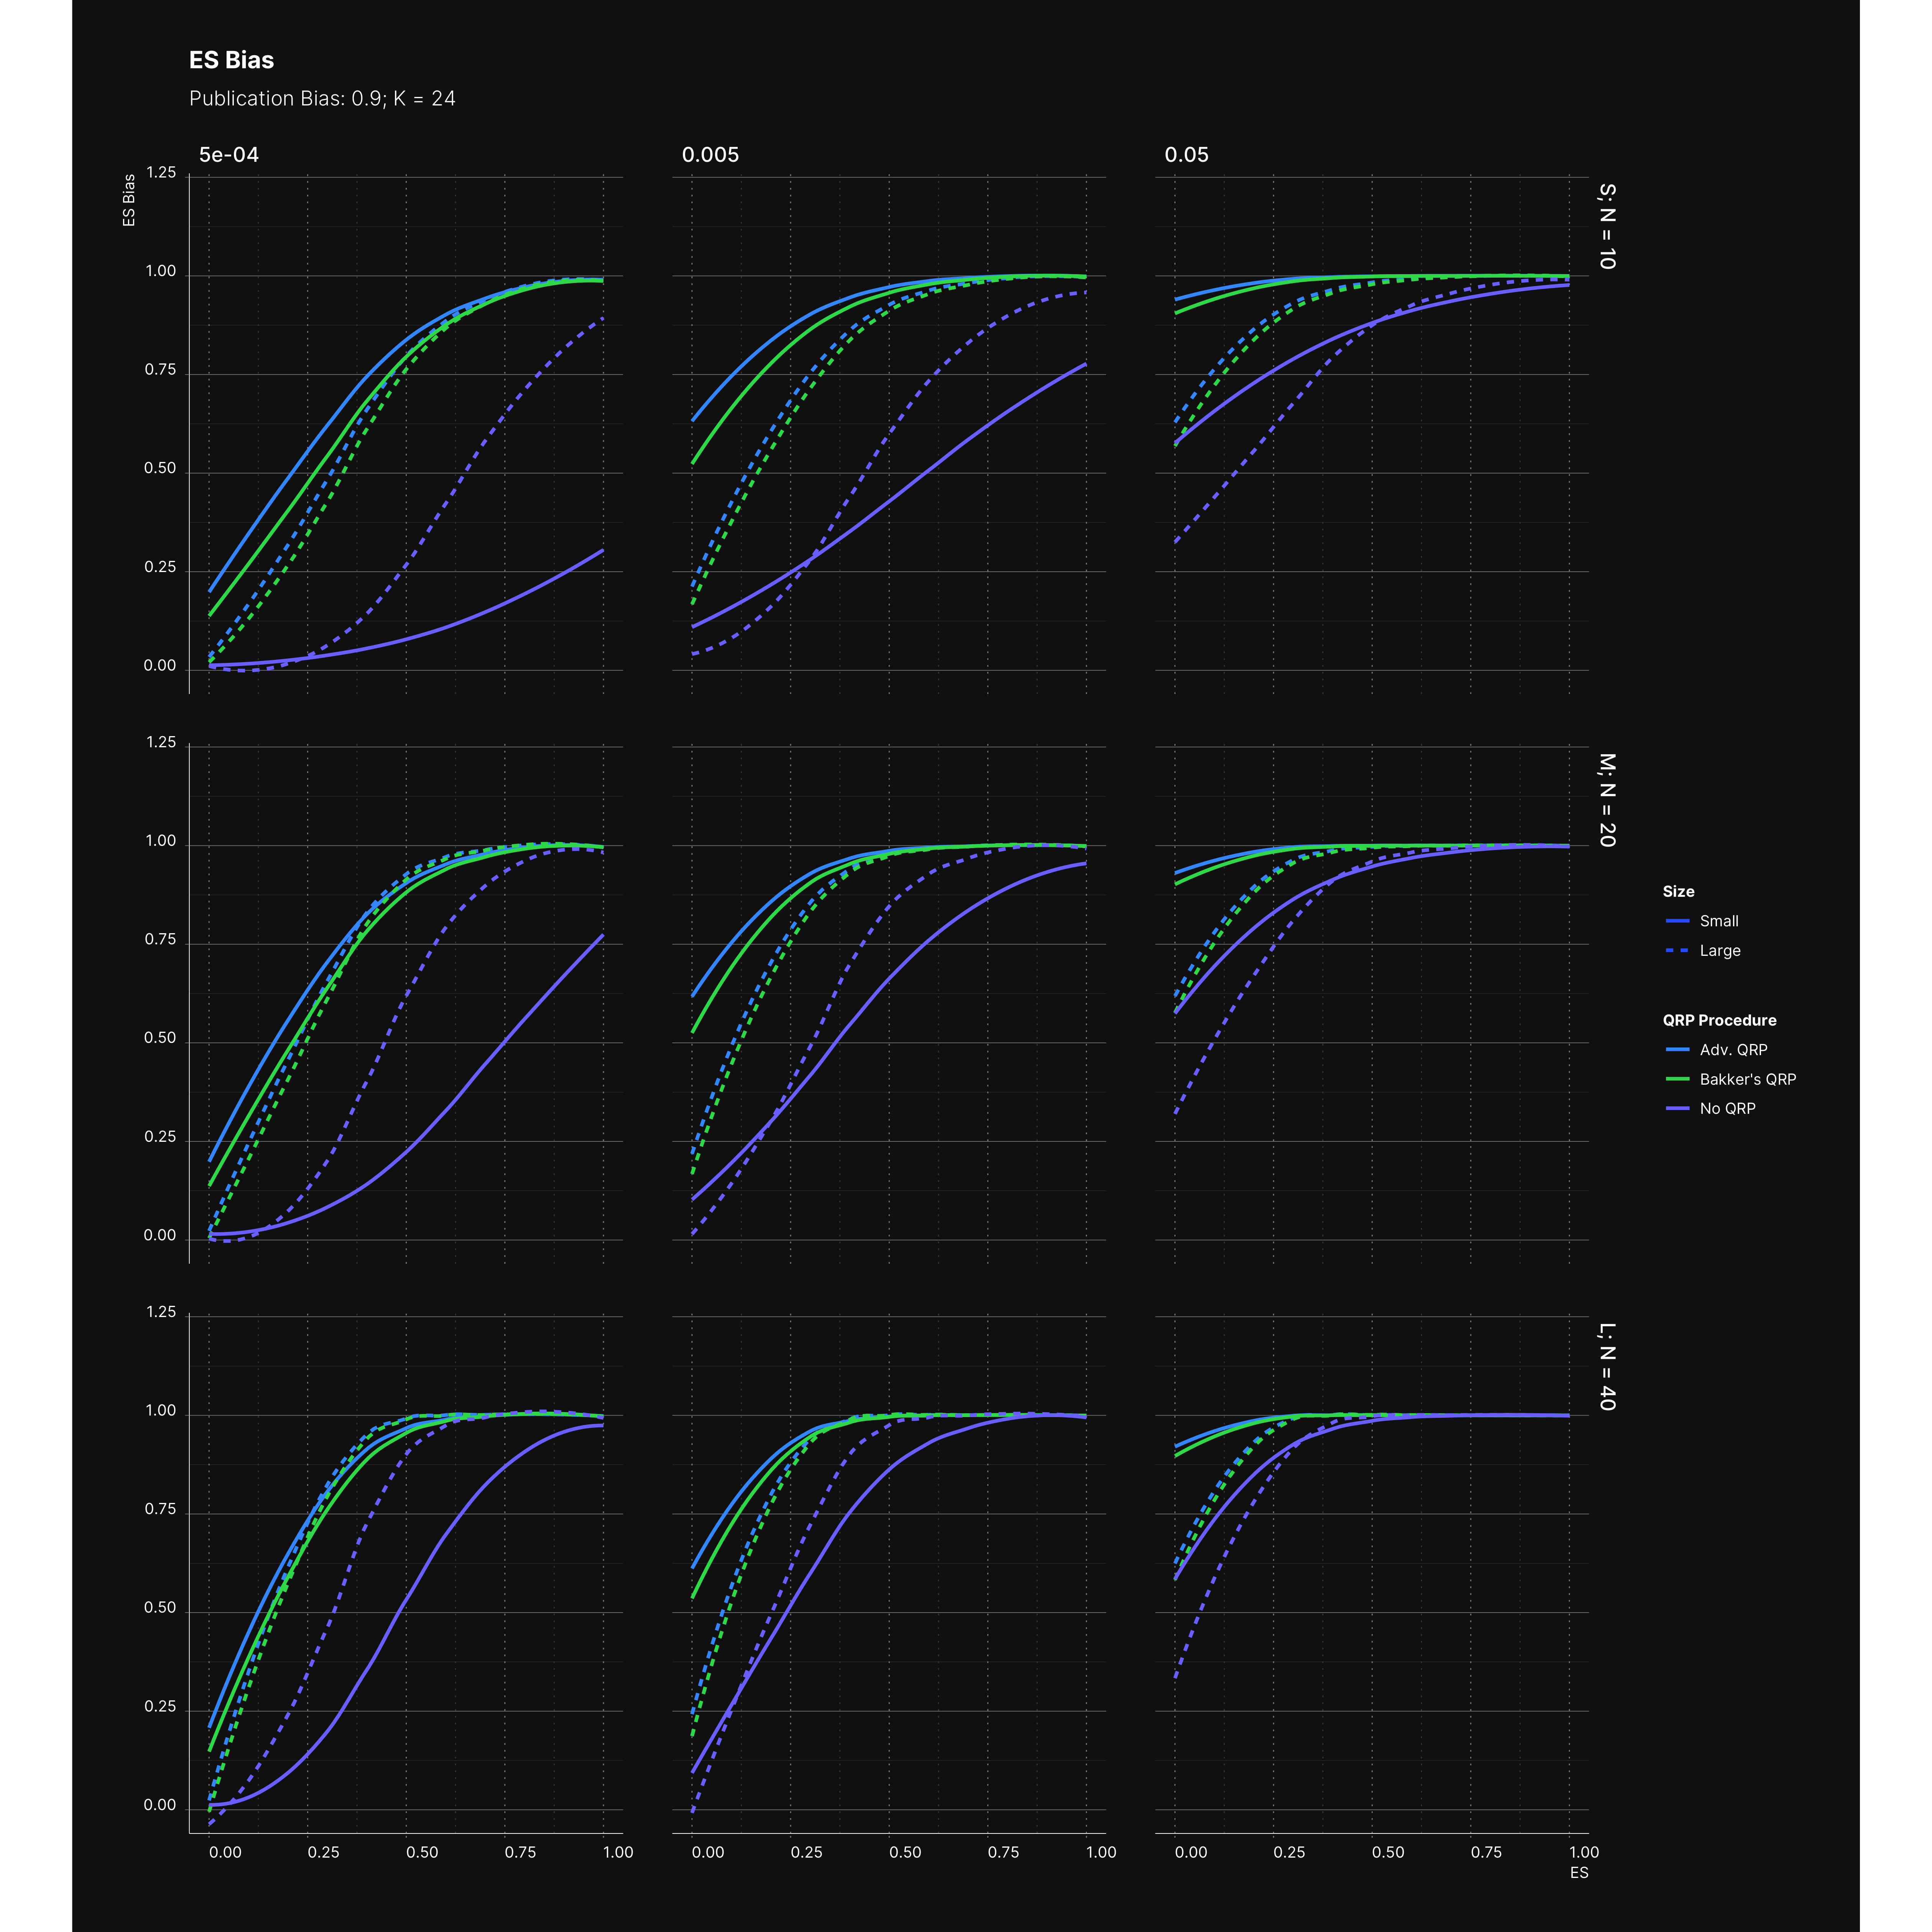 ES Bias
Publication Bias: 0.9; K = 24
5e-04
0.005
0.05
ES Bias
1.25
1.00
0.75
0.50
0.25
0.00
S; N = 10
1.25
1.00
0.75
0.50
0.25
0.00
M; N = 20
1.25
1.00
0.75
0.50
0.25
0.00
L; N = 40
0.00 0.25 0.50 0.75 1.00
0.00 0.25 0.50 0.75 1.00
0.00 0.25 0.50 0.75 1.00
ES
Size
Small
Large
QRP Procedure
Adv. QRP
Bakker's QRP
No QRP